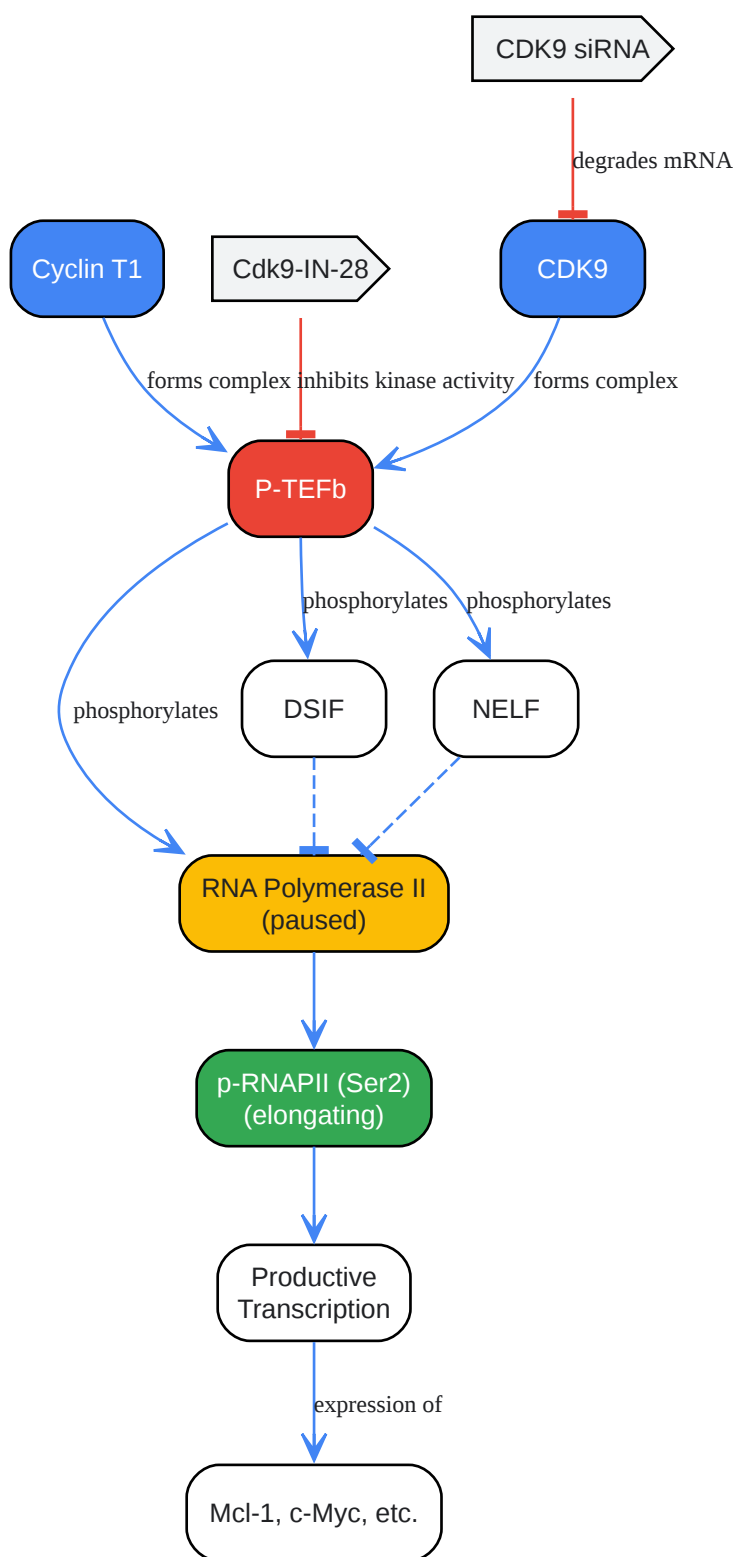 CDK9 siRNA
degrades mRNA
Cyclin T1
Cdk9-IN-28
CDK9
forms complex
inhibits kinase activity
forms complex
P-TEFb
phosphorylates
phosphorylates
phosphorylates
DSIF
NELF
RNA Polymerase II
(paused)
p-RNAPII (Ser2)
(elongating)
Productive
Transcription
expression of
Mcl-1, c-Myc, etc.